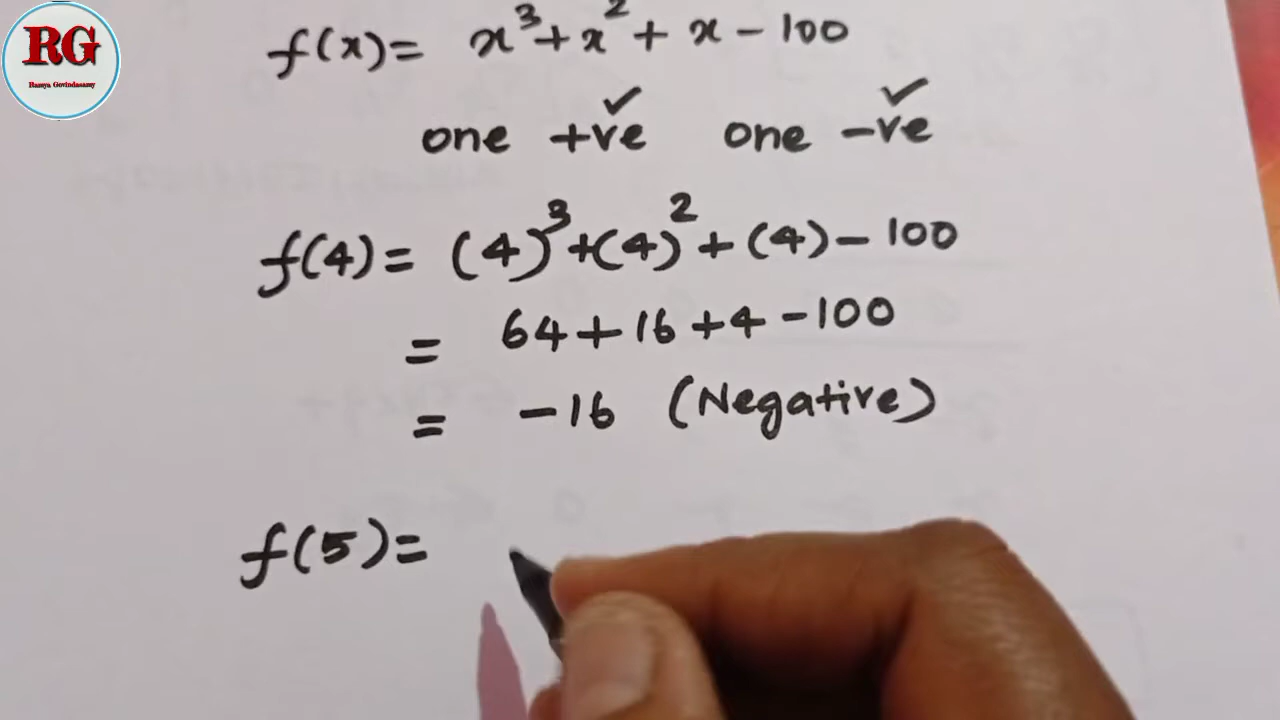 RG
Ramya Govindasamy
f(x) = x³ + x² + x - 100
one +ve ✓ one -ve ✓
f(4) = (4)³ + (4)² + (4) - 100
= 64 + 16 + 4 - 100
= -16 (Negative)
f(5) =